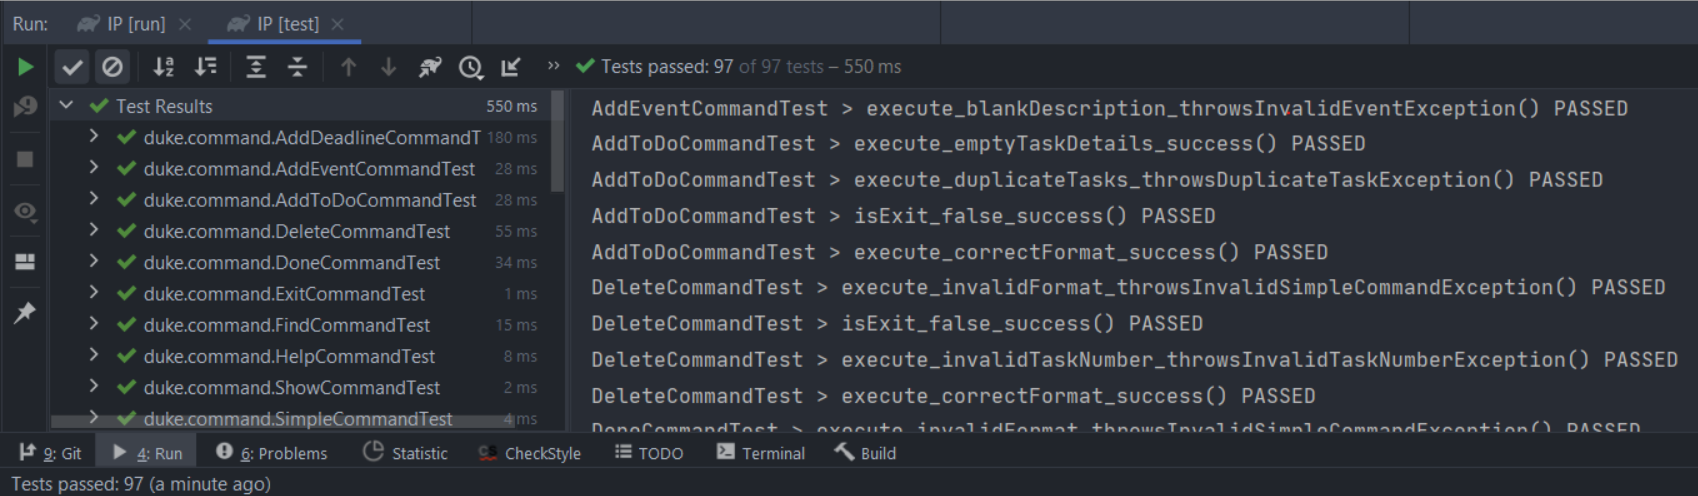 Run: IP [run] IP [test]
Tests passed: 97 of 97 tests – 550 ms
Test Results 550 ms
duke.command.AddDeadlineCommandT 180 ms
duke.command.AddEventCommandTest 28 ms
duke.command.AddToDoCommandTest 28 ms
duke.command.DeleteCommandTest 55 ms
duke.command.DoneCommandTest 34 ms
duke.command.ExitCommandTest 1 ms
duke.command.FindCommandTest 15 ms
duke.command.HelpCommandTest 8 ms
duke.command.ShowCommandTest 2 ms
duke.command.SimpleCommandTest 4 ms
AddEventCommandTest > execute_blankDescription_throwsInvalidEventException() PASSED
AddToDoCommandTest > execute_emptyTaskDetails_success() PASSED
AddToDoCommandTest > execute_duplicateTasks_throwsDuplicateTaskException() PASSED
AddToDoCommandTest > isExit_false_success() PASSED
AddToDoCommandTest > execute_correctFormat_success() PASSED
DeleteCommandTest > execute_invalidFormat_throwsInvalidSimpleCommandException() PASSED
DeleteCommandTest > isExit_false_success() PASSED
DeleteCommandTest > execute_invalidTaskNumber_throwsInvalidTaskNumberException() PASSED
DeleteCommandTest > execute_correctFormat_success() PASSED
DoneCommandTest > execute_invalidFormat_throwsInvalidSimpleCommandException() PASSED
9: Git 4: Run 6: Problems Statistic CheckStyle TODO Terminal Build
Tests passed: 97 (a minute ago)